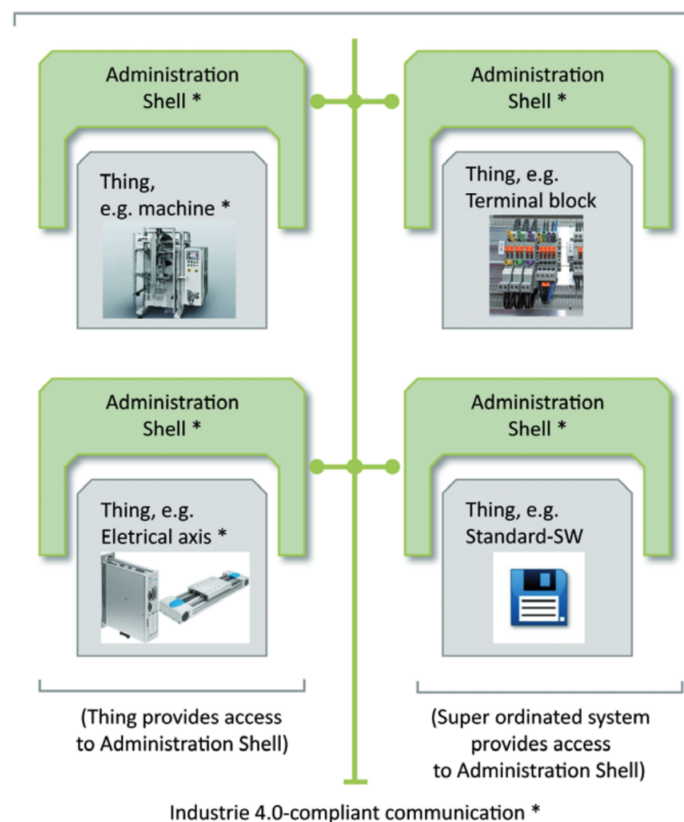 Administration
Shell *
Thing,
e.g. machine *
Administration
Shell *
Thing, e.g.
Terminal block
Administration
Shell *
Thing, e.g.
Eletrical axis *
Administration
Shell *
Thing, e.g.
Standard-SW
(Thing provides access
to Administration Shell)
(Super ordinated system
provides access
to Administration Shell)
Industrie 4.0-compliant communication *